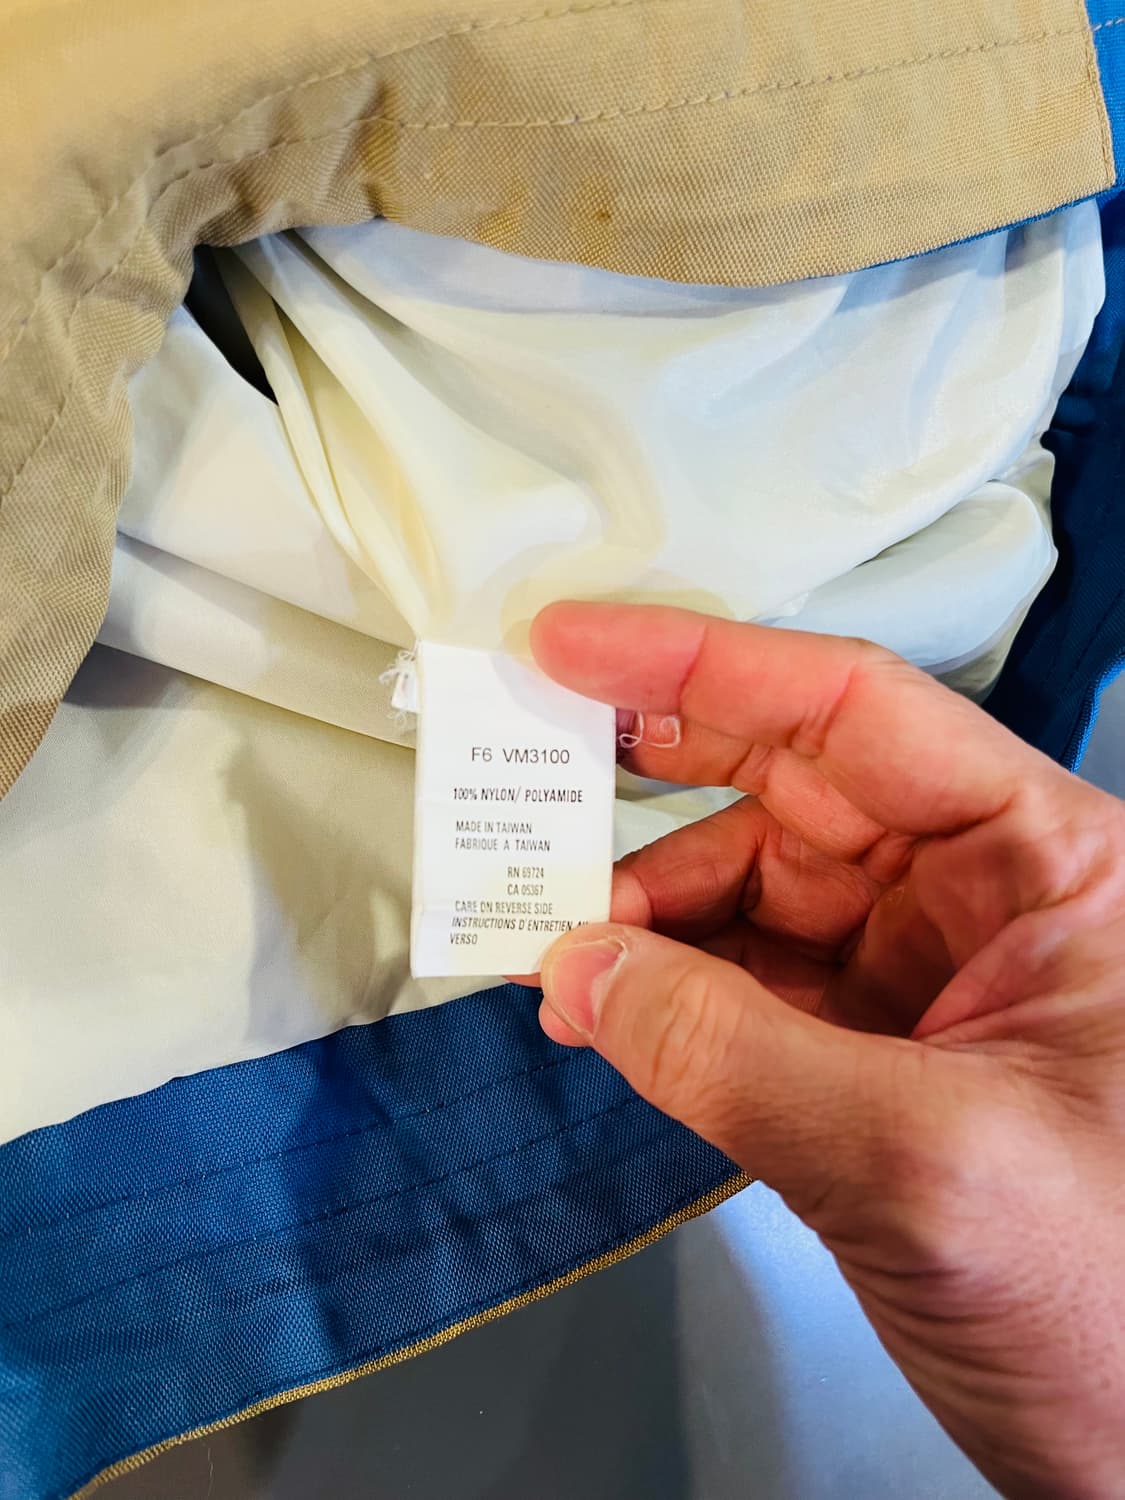 F6 VM3100
100% NYLON/ POLYAMIDE
MADE IN TAIWAN
FABRIQUE A TAIWAN
RN 69724
CA 05367
CARE ON REVERSE SIDE
INSTRUCTIONS D'ENTRETIEN
VERSO